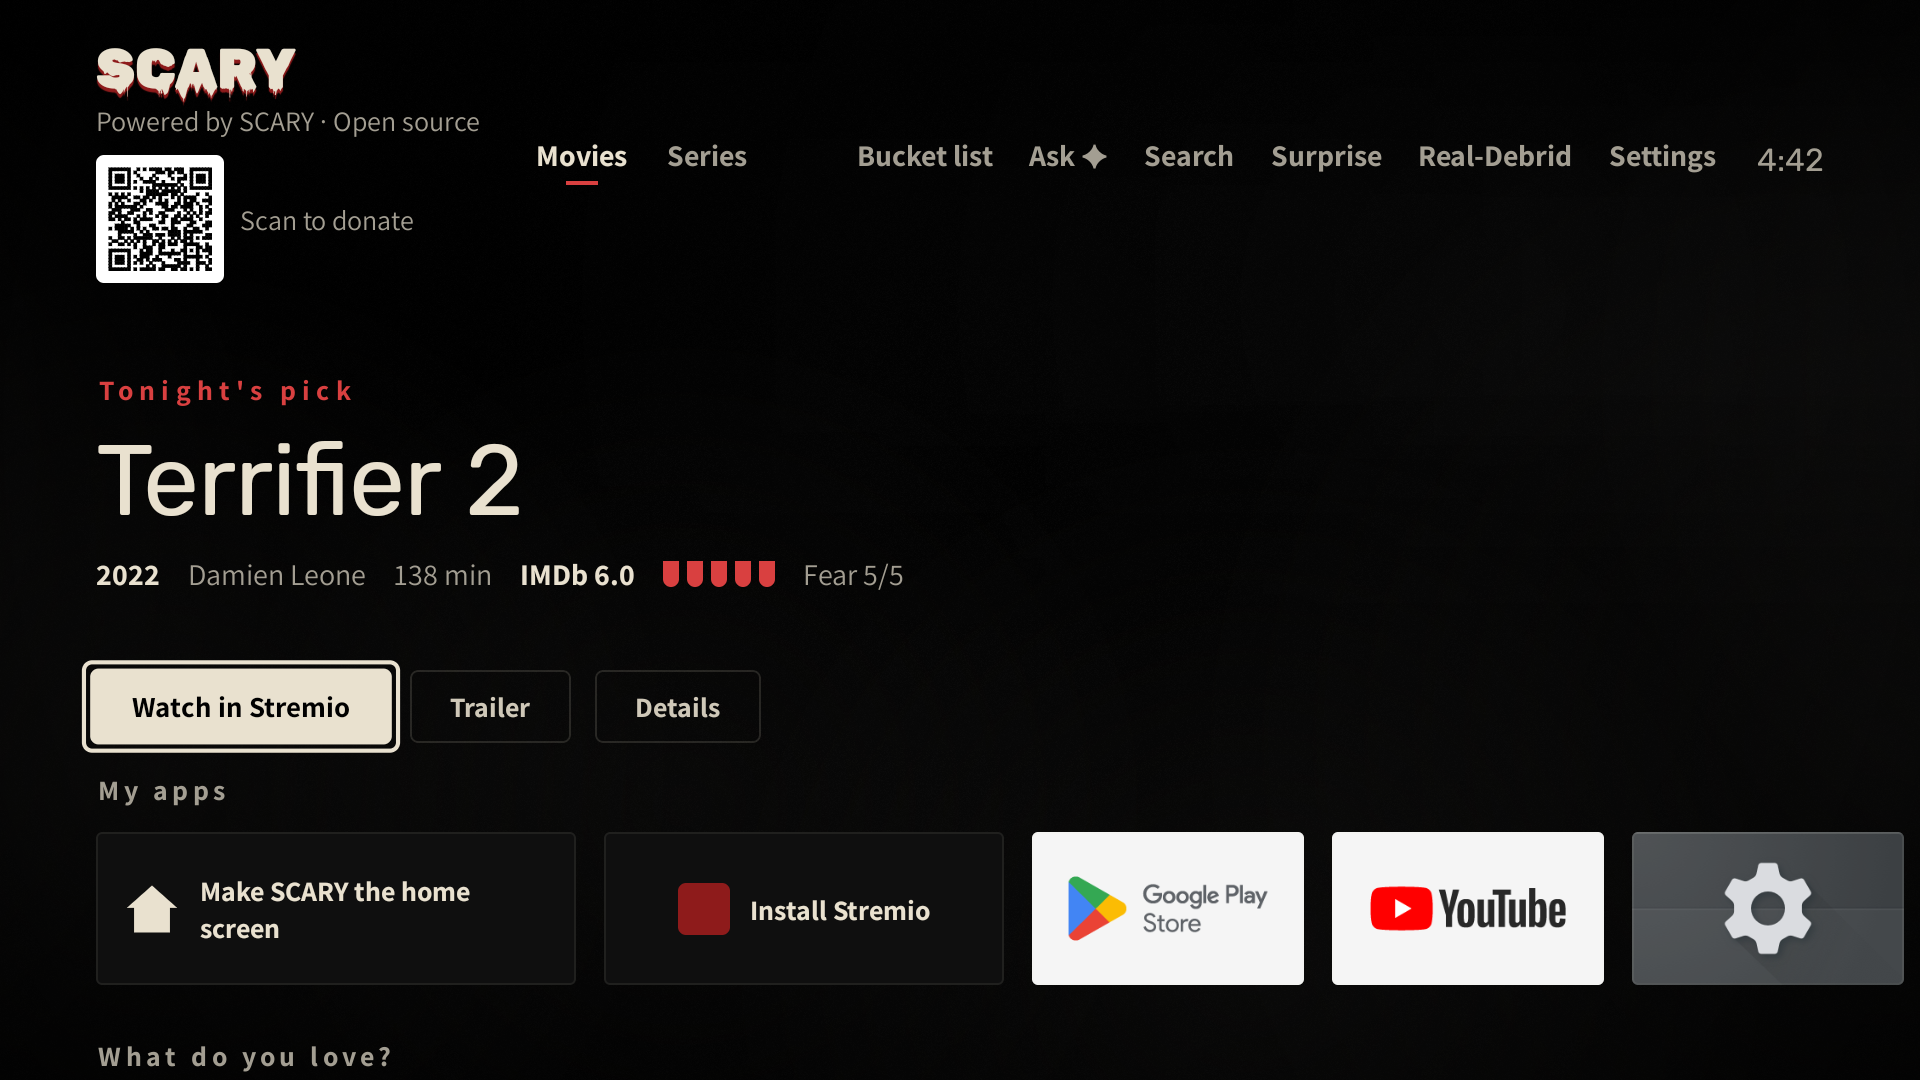 SCARY
Powered by SCARY · Open source
Scan to donate
Movies Series Bucket list Ask Search Surprise Real-Debrid Settings 4:42
Tonight's pick
Terrifier 2
2022 Damien Leone 138 min IMDb 6.0 Fear 5/5
Watch in Stremio Trailer Details
My apps
Make SCARY the home
screen
Install Stremio
Google Play
Store
YouTube
What do you love?